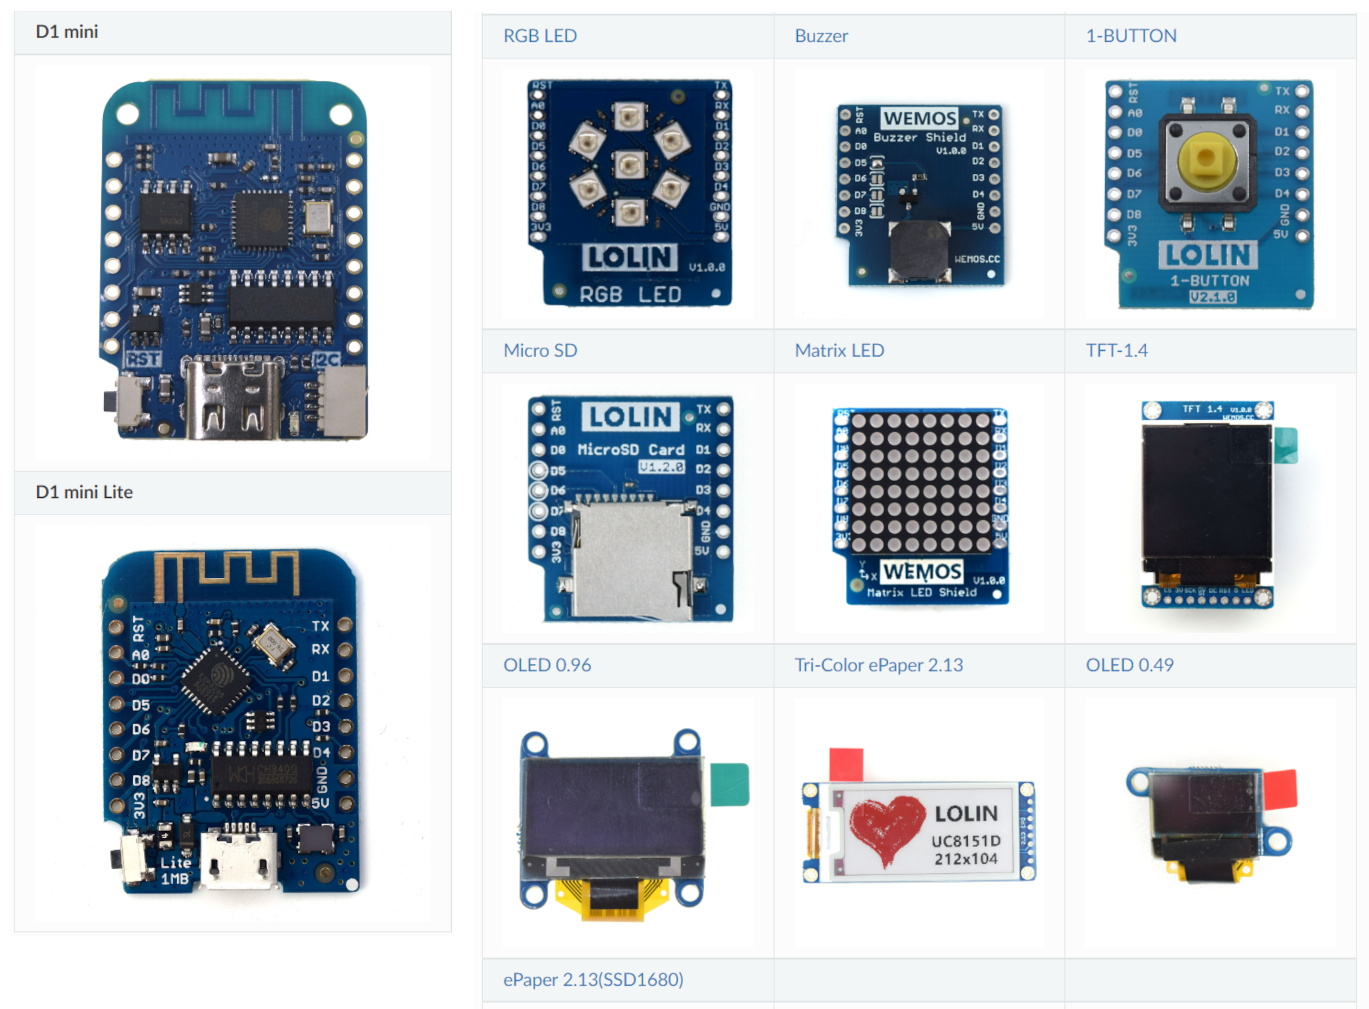 D1 mini
RST
I2C
D1 mini Lite
RST
A0
D0
D5
D6
D7
D8
3V3
TX
RX
D1
D2
D3
D4
GND
5V
Lite
1MB
RGB LED
Buzzer
1-BUTTON
RST
A0
D0
D5
D6
D7
D8
3V3
TX
RX
D1
D2
D3
D4
GND
5V
LOLIN
V1.0.0
RGB LED
WEMOS
Buzzer Shield
V1.0.0
RST
A0
D0
D5
D6
D7
D8
3V3
TX
RX
D1
D2
D3
D4
GND
5V
WEMOS.CC
RST
A0
D0
D5
D6
D7
D8
3V3
TX
RX
D1
D2
D3
D4
GND
5V
LOLIN
1-BUTTON
V2.1.0
Micro SD
Matrix LED
TFT-1.4
LOLIN
MicroSD Card
V1.2.0
RST
A0
D0
D5
D6
D7
D8
3V3
TX
RX
D1
D2
D3
D4
GND
5V
WEMOS
V1.0.0
Matrix LED Shield
Y
X
TFT 1.4 V1.0.0
WEMOS.CC
OLED 0.96
Tri-Color ePaper 2.13
OLED 0.49
LOLIN
UC8151D
212x104
ePaper 2.13(SSD1680)